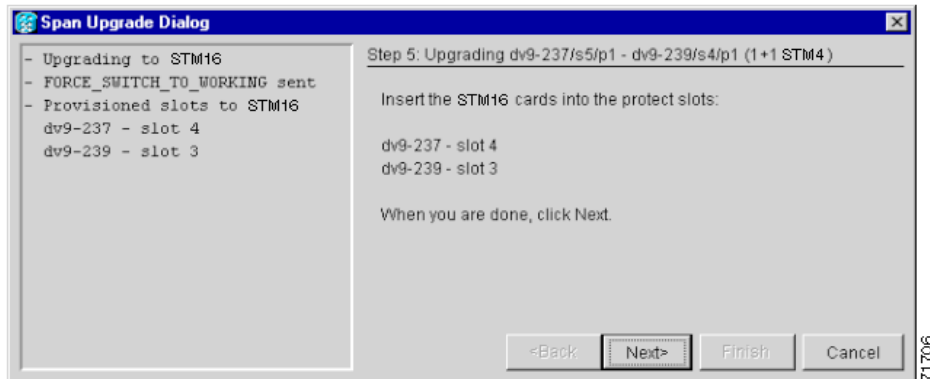 Span Upgrade Dialog
- Upgrading to STM16
- FORCE_SWITCH_TO_WORKING sent
- Provisioned slots to STM16
dv9-237 - slot 4
dv9-239 - slot 3
Step 5: Upgrading dv9-237/s5/p1 - dv9-239/s4/p1 (1+1 STM4)
Insert the STM16 cards into the protect slots:
dv9-237 - slot 4
dv9-239 - slot 3
When you are done, click Next.
<Back
Next>
Finish
Cancel
71706